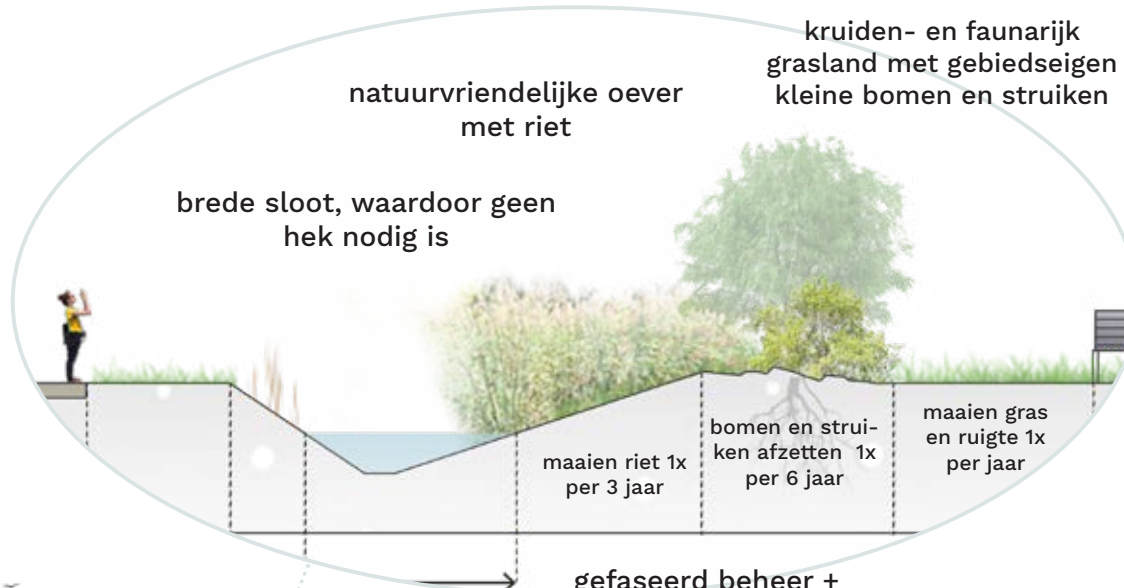 kruiden- en faunarijk
grasland met gebiedseigen
kleine bomen en struiken
natuurvriendelijke oever
met riet
brede sloot, waardoor geen
hek nodig is
maaien riet 1x
per 3 jaar
bomen en strui-
ken afzetten 1x
per 6 jaar
maaien gras
en ruigte 1x
per jaar
gefaseerd beheer +